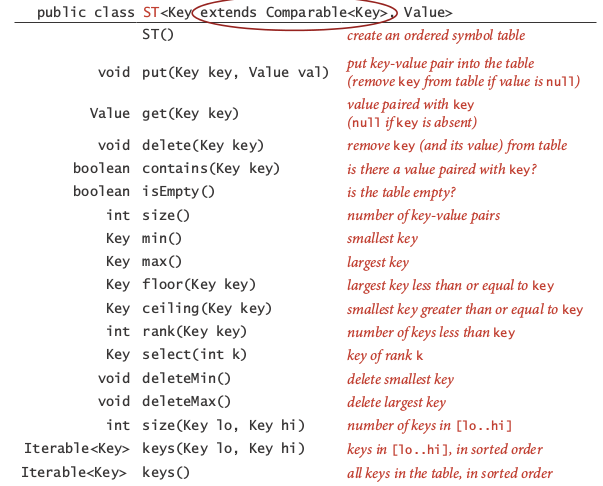 public class ST<Key extends Comparable<Key>, Value>
ST() create an ordered symbol table
void put(Key key, Value val) put key-value pair into the table
(remove key from table if value is null)
Value get(Key key) value paired with key
(null if key is absent)
void delete(Key key) remove key (and its value) from table
boolean contains(Key key) is there a value paired with key?
boolean isEmpty() is the table empty?
int size() number of key-value pairs
Key min() smallest key
Key max() largest key
Key floor(Key key) largest key less than or equal to key
Key ceiling(Key key) smallest key greater than or equal to key
int rank(Key key) number of keys less than key
Key select(int k) key of rank k
void deleteMin() delete smallest key
void deleteMax() delete largest key
int size(Key lo, Key hi) number of keys in [lo..hi]
Iterable<Key> keys(Key lo, Key hi) keys in [lo..hi], in sorted order
Iterable<Key> keys() all keys in the table, in sorted order